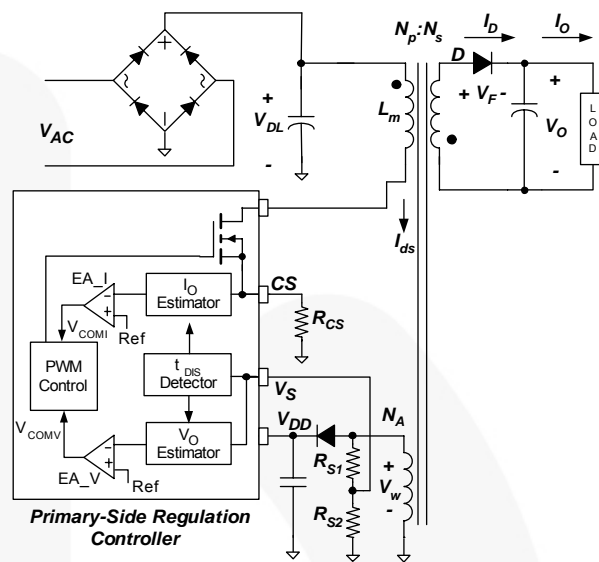 Np:Ns
ID
IO
D
+
-
VAC
+
VDL
-
Lm
+ VF -
+
VO
-
LOAD
Ids
EA_I
IO
Estimator
CS
-
+
Ref
VCOMI
RCS
PWM
Control
tDIS
Detector
VS
VCOMV
VO
Estimator
VDD
NA
-
+
EA_V
Ref
RS1
+
Vw
-
RS2
Primary-Side Regulation
Controller